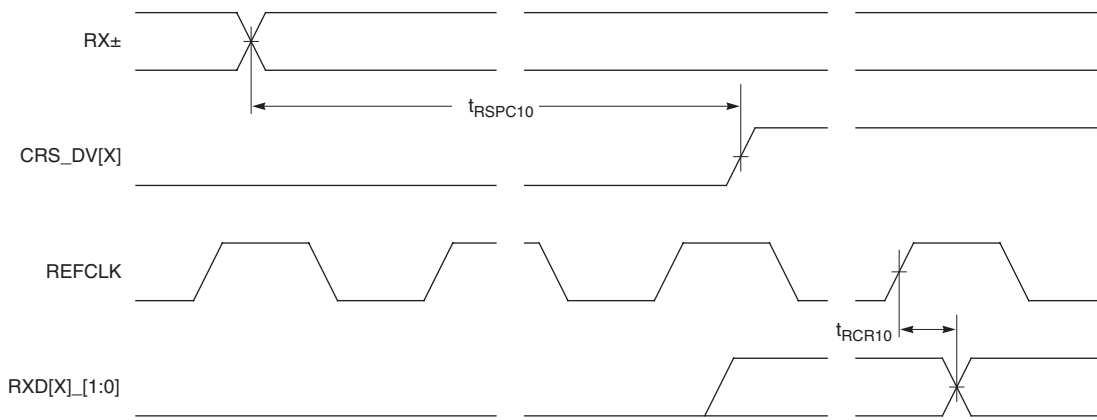 RX±
tRSPC10
CRS_DV[X]
REFCLK
tRCR10
RXD[X]_[1:0]